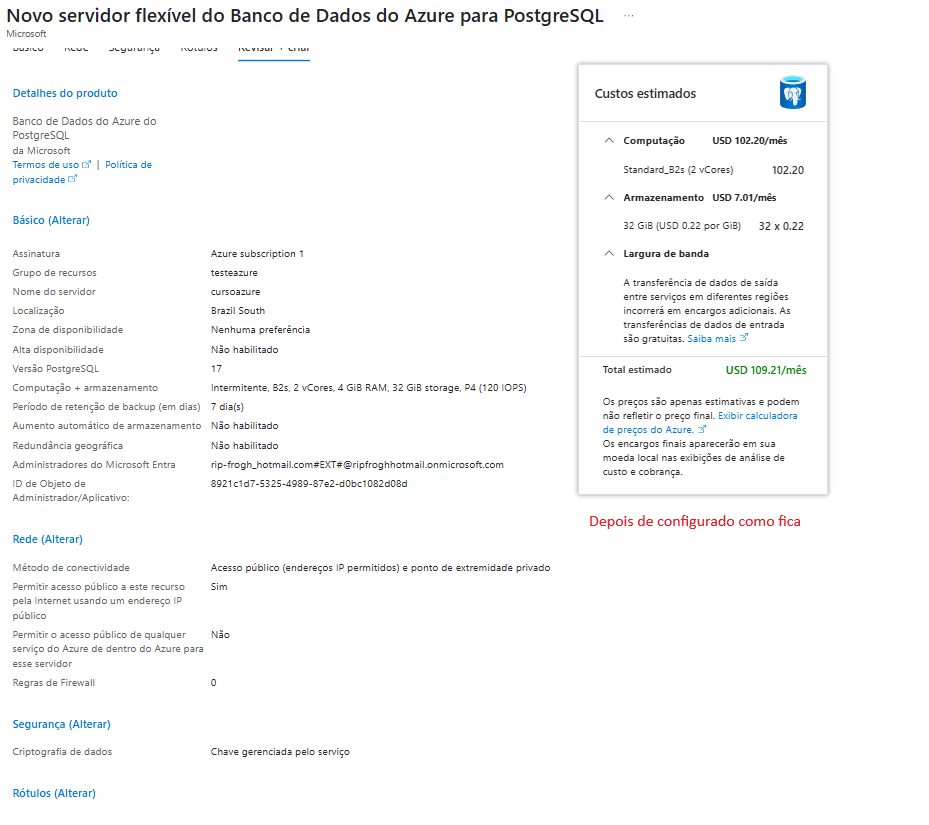 Novo servidor flexível do Banco de Dados do Azure para PostgreSQL ...
Microsoft
Básico Rede Segurança Rótulos Revisar + criar
Detalhes do produto
Banco de Dados do Azure do
PostgreSQL
da Microsoft
Termos de uso | Política de
privacidade
Básico (Alterar)
Assinatura Azure subscription 1
Grupo de recursos testeazure
Nome do servidor cursoazure
Localização Brazil South
Zona de disponibilidade Nenhuma preferência
Alta disponibilidade Não habilitado
Versão PostgreSQL 17
Computação + armazenamento Intermitente, B2s, 2 vCores, 4 GiB RAM, 32 GiB storage, P4 (120 IOPS)
Período de retenção de backup (em dias) 7 dia(s)
Aumento automático de armazenamento Não habilitado
Redundância geográfica Não habilitado
Administradores do Microsoft Entra rip-frogh_hotmail.com#EXT#@ripfroghhotmail.onmicrosoft.com
ID de Objeto de 8921c1d7-5325-4989-87e2-d0bc1082d08d
Administrador/Aplicativo:
Rede (Alterar)
Método de conectividade Acesso público (endereços IP permitidos) e ponto de extremidade privado
Permitir acesso público a este recurso Sim
pela Internet usando um endereço IP
público
Permitir o acesso público de qualquer Não
serviço do Azure de dentro do Azure para
esse servidor
Regras de Firewall 0
Segurança (Alterar)
Criptografia de dados Chave gerenciada pelo serviço
Rótulos (Alterar)
Custos estimados
Computação USD 102.20/mês
Standard_B2s (2 vCores) 102.20
Armazenamento USD 7.01/mês
32 GiB (USD 0.22 por GiB) 32 x 0.22
Largura de banda
A transferência de dados de saída
entre serviços em diferentes regiões
incorrerá em encargos adicionais. As
transferências de dados de entrada
são gratuitas. Saiba mais
Total estimado USD 109.21/mês
Os preços são apenas estimativas e podem
não refletir o preço final. Exibir calculadora
de preços do Azure.
Os encargos finais aparecerão em sua
moeda local nas exibições de análise de
custo e cobrança.
Depois de configurado como fica